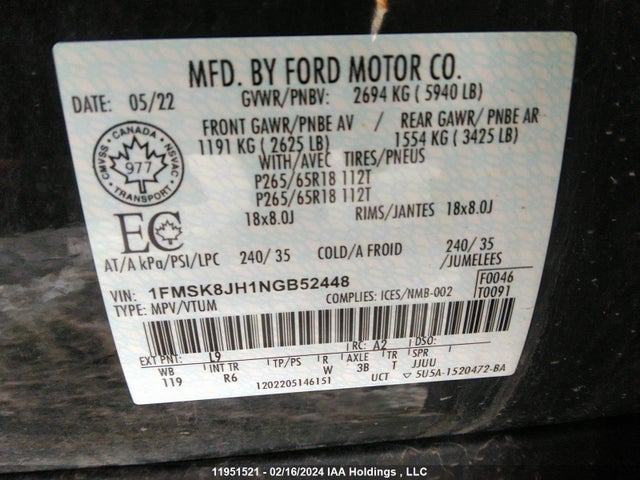 MFD. BY FORD MOTOR CO.
DATE: 05/22 GVWR/PNBV: 2694 KG ( 5940 LB)
FRONT GAWR/PNBE AV / REAR GAWR/ PNBE AR
1191 KG ( 2625 LB) 1554 KG ( 3425 LB)
WITH/AVEC TIRES/PNEUS
P265/65R18 112T
P265/65R18 112T
18x8.0J RIMS/JANTES 18x8.0J
CMVSS · CANADA · NSVAC
977
TRANSPORT
EC
AT/A kPa/PSI/LPC 240/ 35 COLD/A FROID 240/ 35
/JUMELEES
VIN: 1FMSK8JH1NGB52448 F0046
TYPE: MPV/VTUM COMPLIES: ICES/NMB-002 T0091
EXT PNT: L9 RC: A2 DSO:
WB INT TR TP/PS R AXLE TR SPR
119 R6 W 3B T JJUU
1202205146151 UCT 5U5A-1520472-BA
11951521 - 02/16/2024 IAA Holdings , LLC